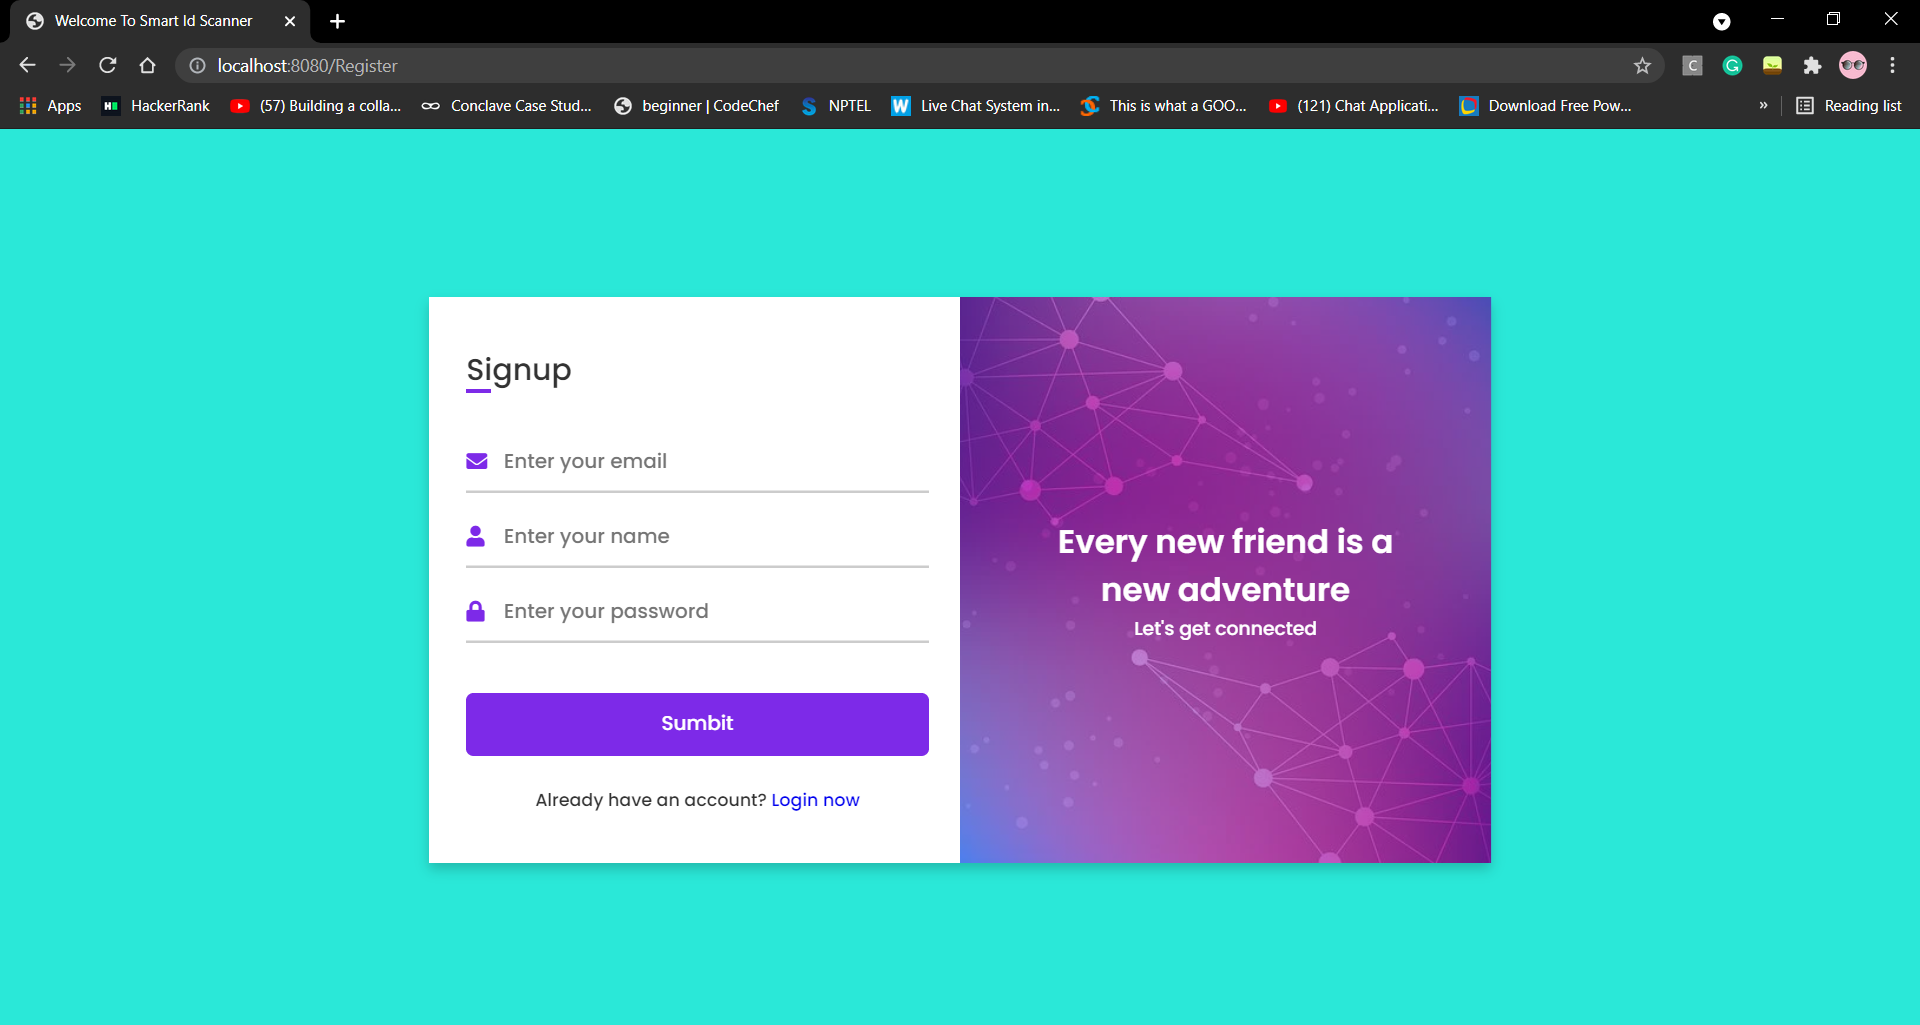 Welcome To Smart Id Scanner
localhost:8080/Register
Apps HackerRank (57) Building a colla... Conclave Case Stud... beginner | CodeChef NPTEL Live Chat System in... This is what a GOO... (121) Chat Applicati... Download Free Pow... » Reading list
Signup
Enter your email
Enter your name
Enter your password
Sumbit
Already have an account? Login now
Every new friend is a
new adventure
Let's get connected